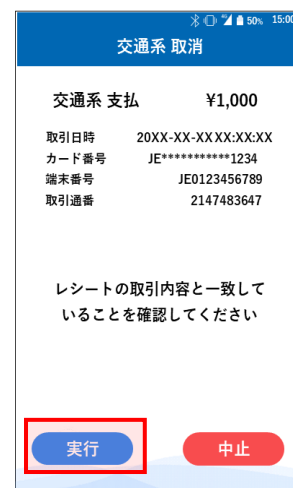 50% 15:00
交通系 取消
交通系 支払 ¥1,000
取引日時 20XX-XX-XX XX:XX:XX
カード番号 JE***********1234
端末番号 JE0123456789
取引通番 2147483647
レシートの取引内容と一致して
いることを確認してください
実行 中止